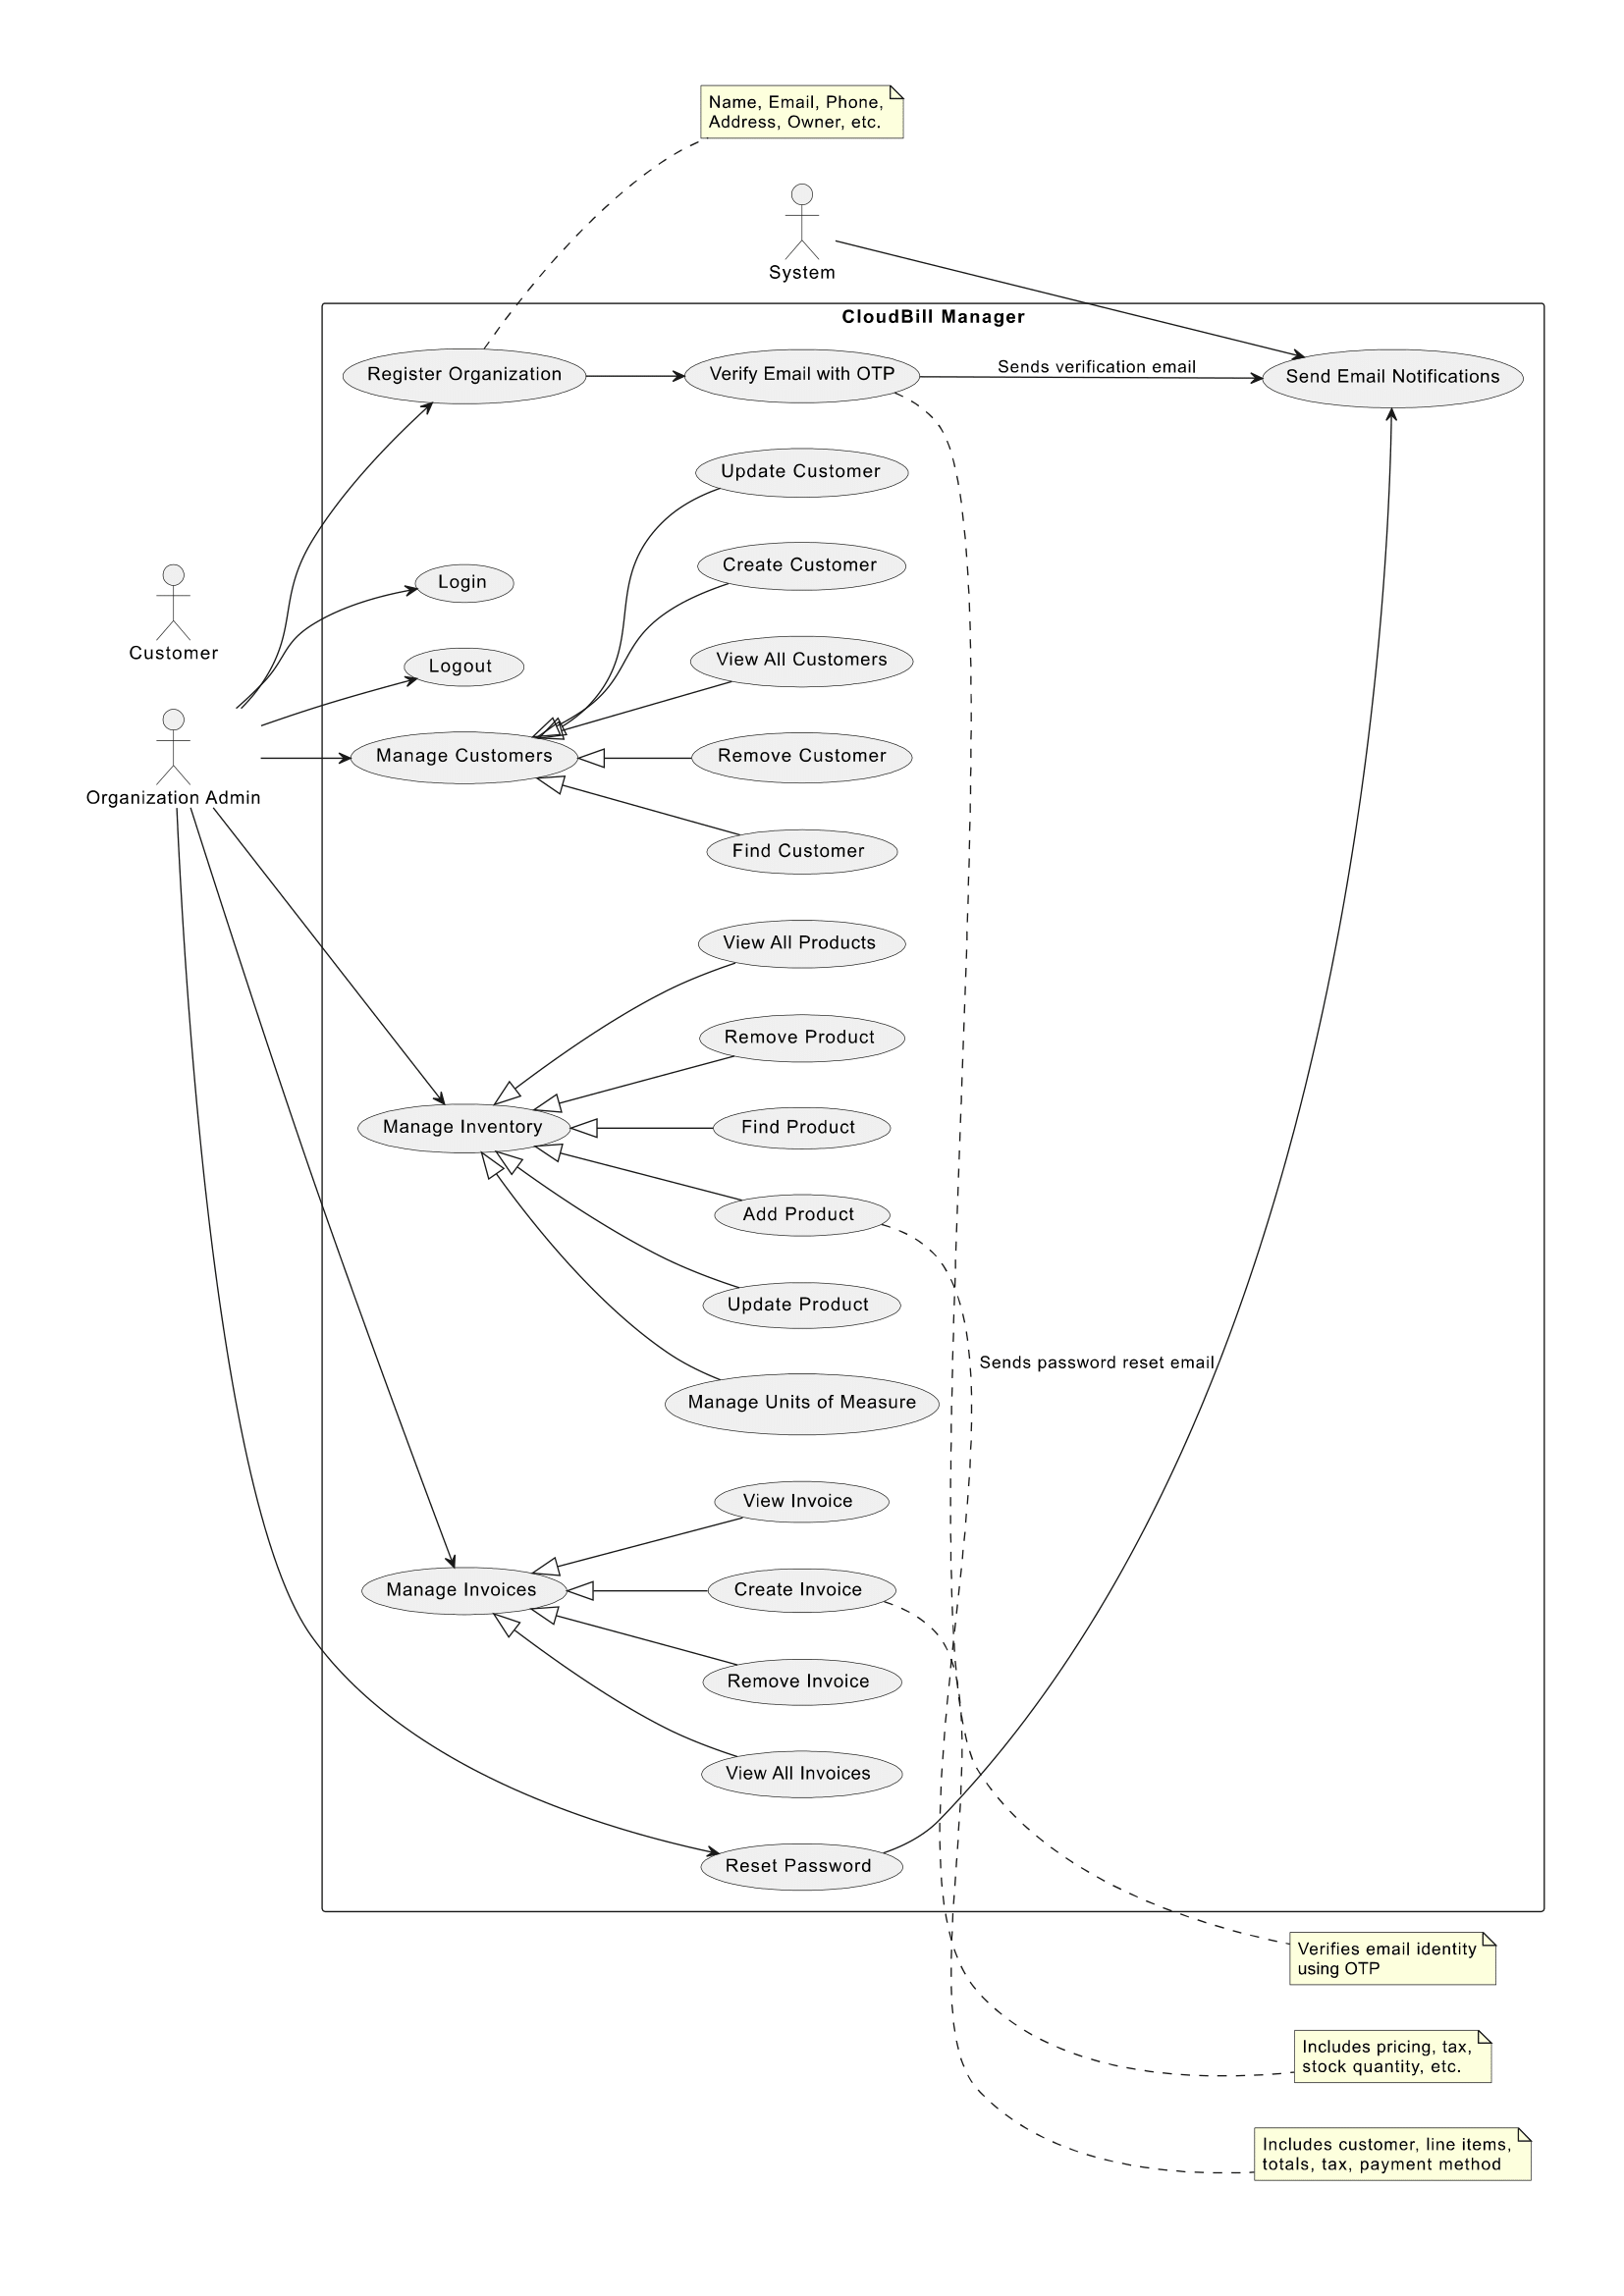 Name, Email, Phone,
Address, Owner, etc.
System
CloudBill Manager
Register Organization
Verify Email with OTP
Sends verification email
Send Email Notifications
Update Customer
Create Customer
Login
Customer
View All Customers
Logout
Manage Customers
Remove Customer
Organization Admin
Find Customer
View All Products
Remove Product
Manage Inventory
Find Product
Add Product
Update Product
Sends password reset email
Manage Units of Measure
View Invoice
Manage Invoices
Create Invoice
Remove Invoice
View All Invoices
Reset Password
Verifies email identity
using OTP
Includes pricing, tax,
stock quantity, etc.
Includes customer, line items,
totals, tax, payment method